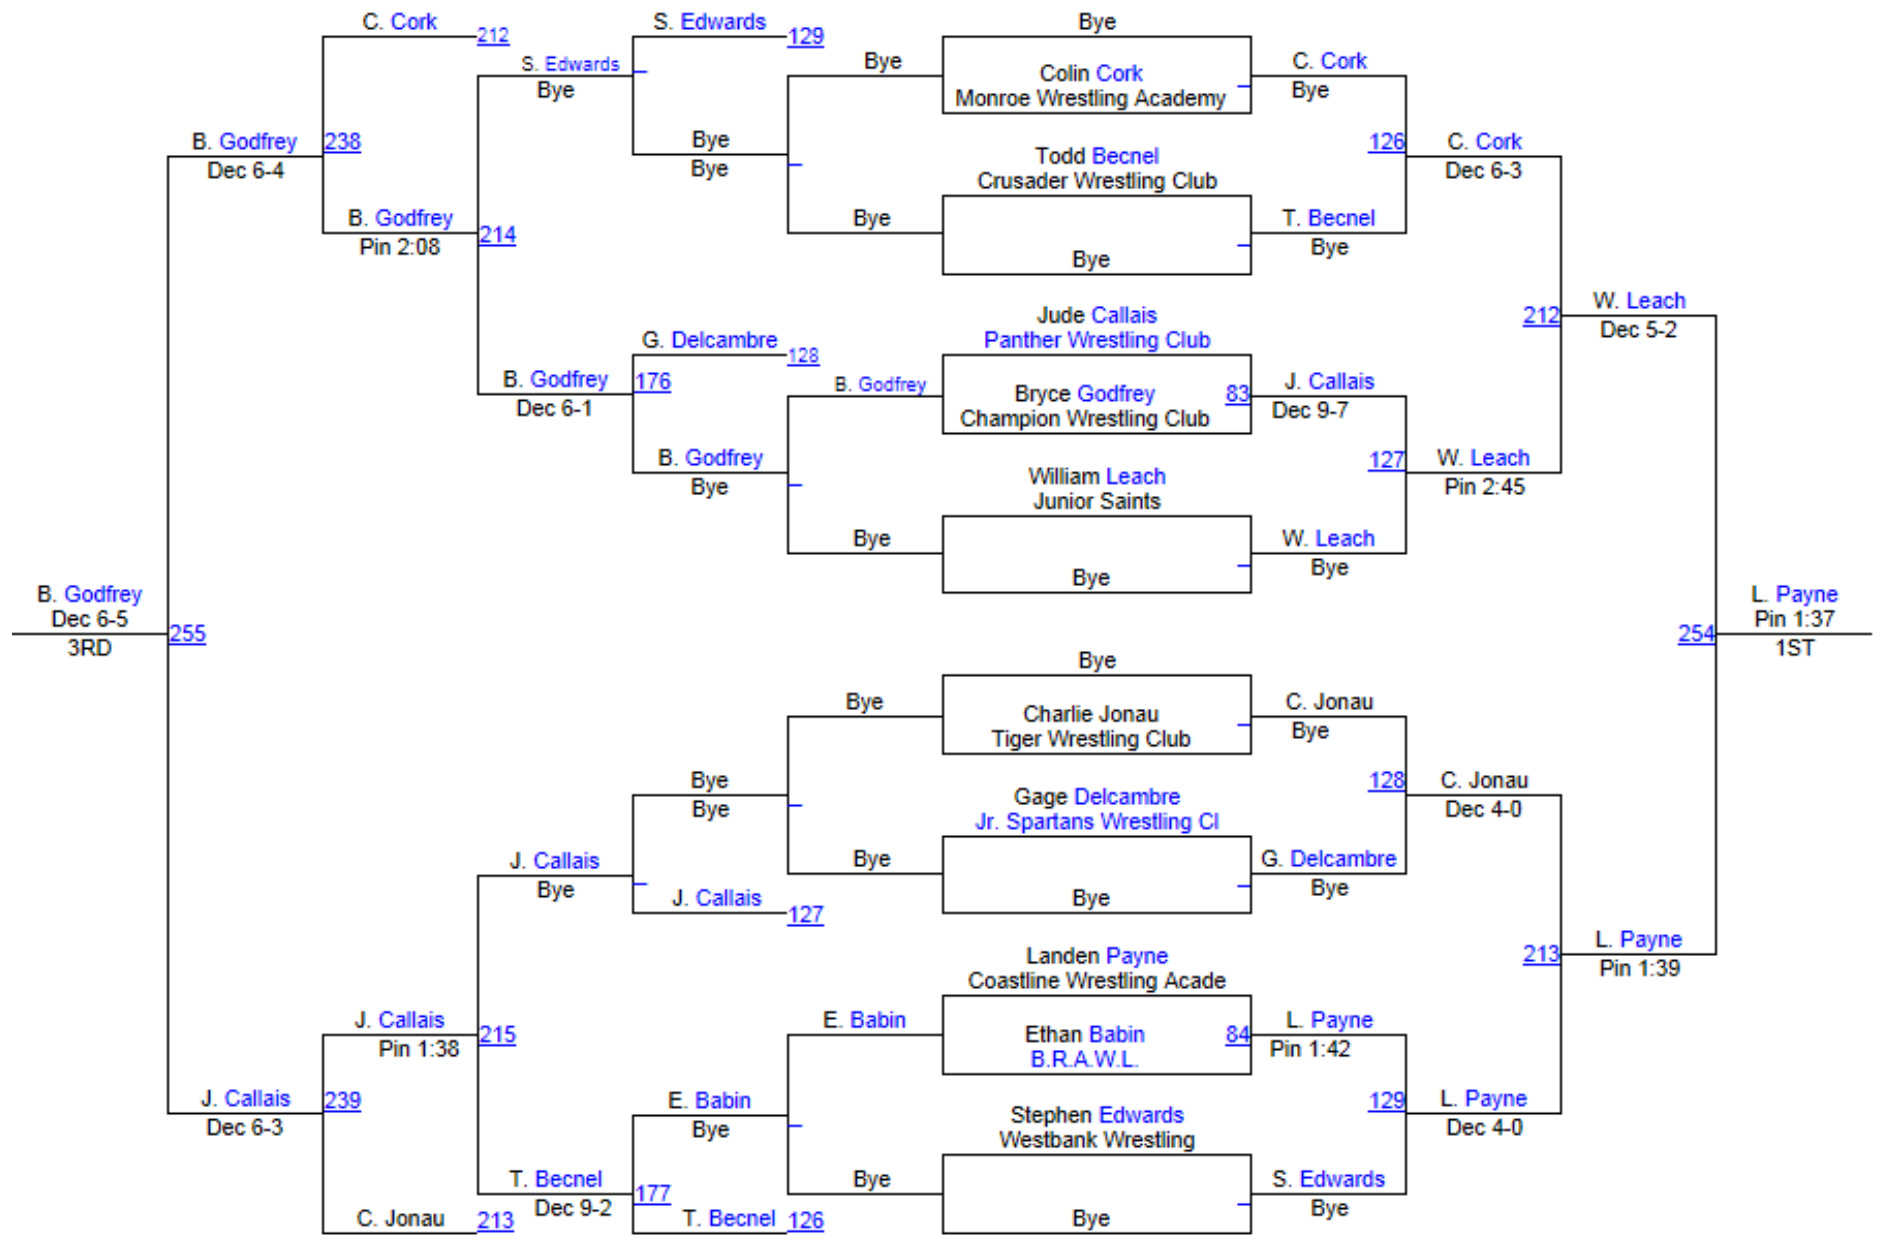 C. Cork
212
S. Edwards
Bye
S. Edwards
129
Bye
Bye
Colin Cork
Monroe Wrestling Academy
C. Cork
Bye
B. Godfrey
Dec 6-4
238
Bye
Bye
Todd Becnel
Crusader Wrestling Club
126
C. Cork
Dec 6-3
B. Godfrey
Pin 2:08
214
Bye
Bye
T. Becnel
Bye
G. Delcambre
128
Jude Callais
Panther Wrestling Club
212
W. Leach
Dec 5-2
B. Godfrey
Dec 6-1
176
B. Godfrey
Bryce Godfrey
Champion Wrestling Club
83
J. Callais
Dec 9-7
B. Godfrey
Bye
William Leach
Junior Saints
127
W. Leach
Pin 2:45
Bye
Bye
W. Leach
Bye
B. Godfrey
Dec 6-5
3RD
255
254
L. Payne
Pin 1:37
1ST
Bye
Bye
Charlie Jonau
Tiger Wrestling Club
C. Jonau
Bye
Bye
Bye
Gage Delcambre
Jr. Spartans Wrestling Cl
128
C. Jonau
Dec 4-0
J. Callais
Bye
Bye
Bye
G. Delcambre
Bye
J. Callais
127
Landen Payne
Coastline Wrestling Acade
213
L. Payne
Pin 1:39
J. Callais
Pin 1:38
215
E. Babin
Ethan Babin
B.R.A.W.L.
84
L. Payne
Pin 1:42
J. Callais
Dec 6-3
239
E. Babin
Bye
Stephen Edwards
Westbank Wrestling
129
L. Payne
Dec 4-0
T. Becnel
Dec 9-2
177
Bye
Bye
S. Edwards
Bye
C. Jonau
213
T. Becnel
126